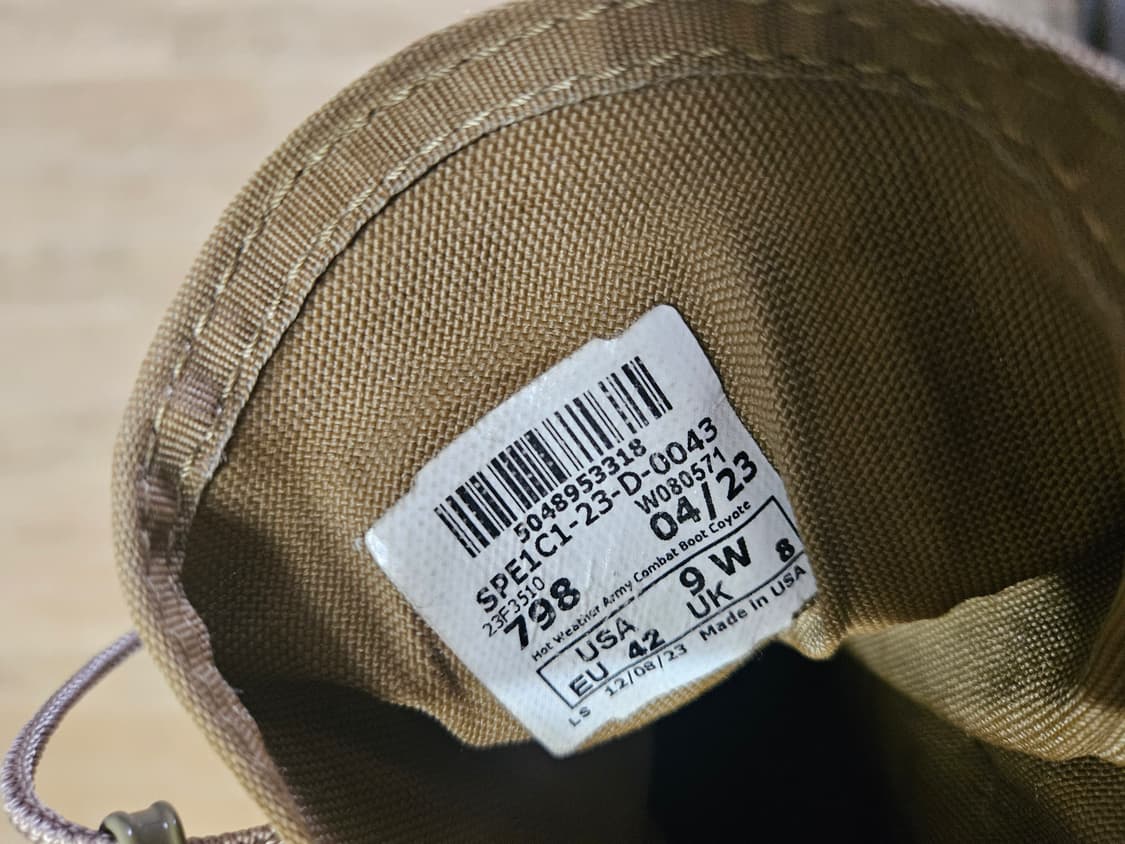 5048953318
SPE1C1-23-D-0043
23F3510 W080571
798 04/23
Hot Weather Army Combat Boot Coyote
USA 9 W
EU 42 UK 8
LS 12/08/23 Made in USA